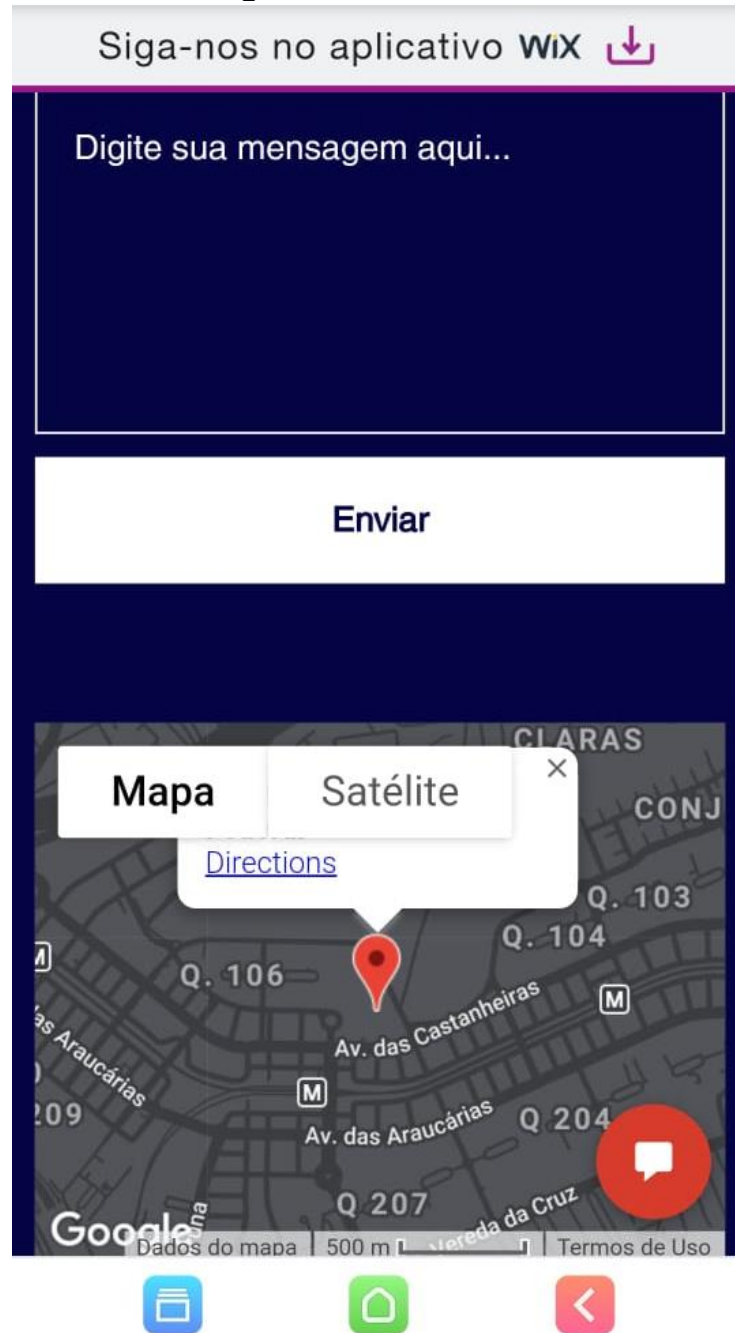 Siga-nos no aplicativo WiX
Digite sua mensagem aqui...
Enviar
CLARAS
Mapa
Satélite
CONJ
Directions
Q. 103
Q. 104
Q. 106
M
Av. das Castanheiras
M
as Araucárias
M
209
Av. das Araucárias
Q 204
Q 207
Vereda da Cruz
una
Google
Dados do mapa
500 m
Termos de Uso